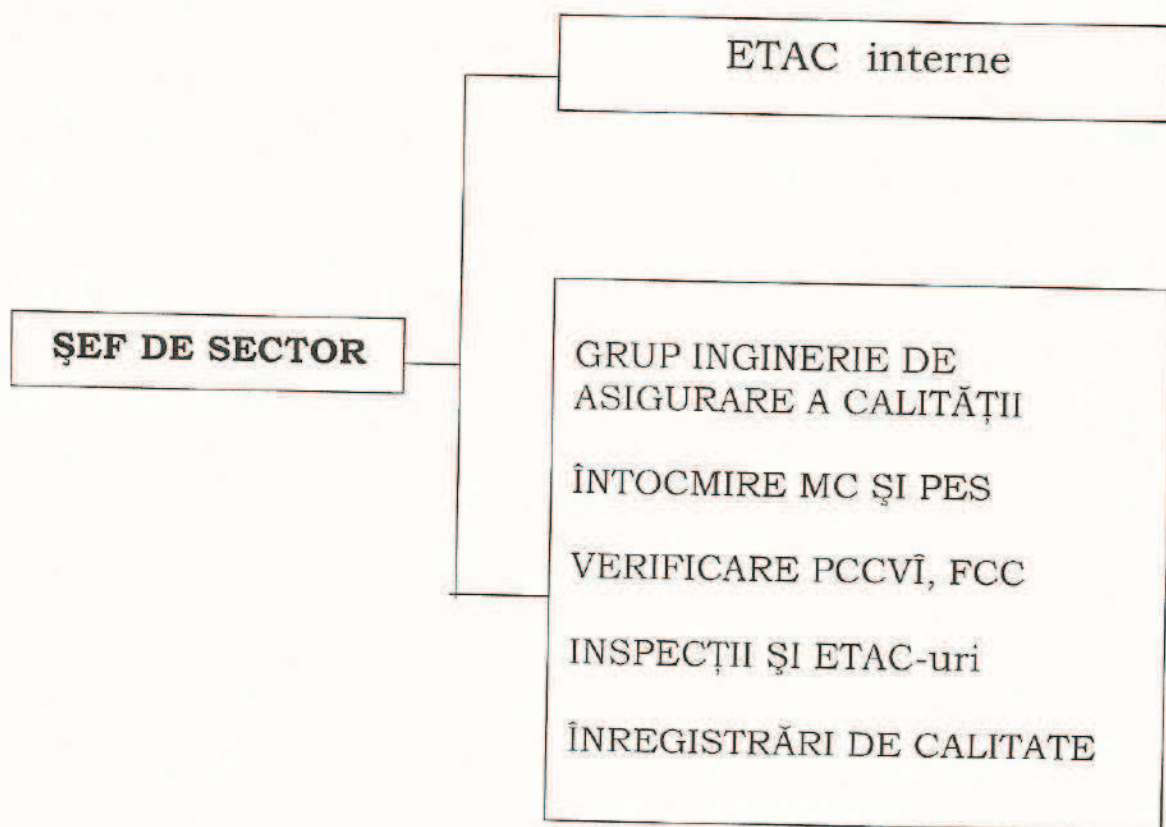 ETAC interne
ŞEF DE SECTOR
GRUP INGINERIE DE
ASIGURARE A CALITĂŢII
ÎNTOCMIRE MC ŞI PES
VERIFICARE PCCVÎ, FCC
INSPECŢII ŞI ETAC-uri
ÎNREGISTRĂRI DE CALITATE